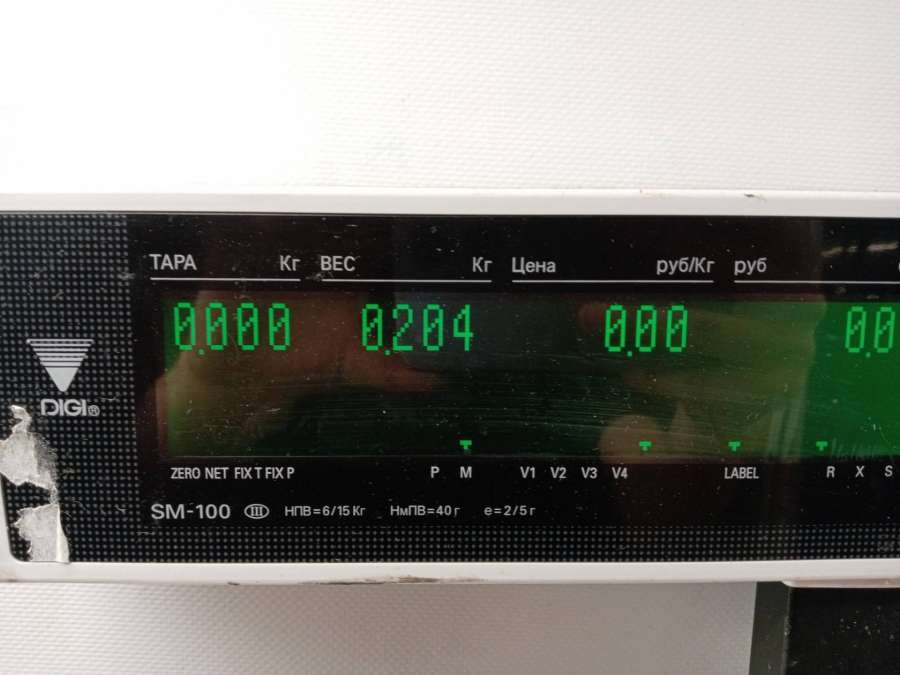 ТАРА Кг ВЕС Кг Цена руб/Кг руб
0.000 0.204 0.00 0.0
DIGI®
ZERO NET FIX T FIX P P M V1 V2 V3 V4 LABEL R X S
SM-100 III НПВ=6/15 Кг НмПВ=40 г e=2/5 г